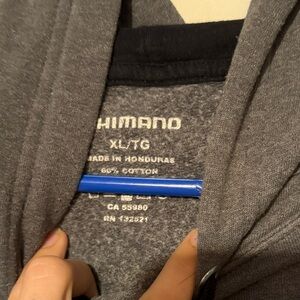 HIMANO
XL/TG
MADE IN HONDURAS
60% COTTON
CA 55980
RN 132521